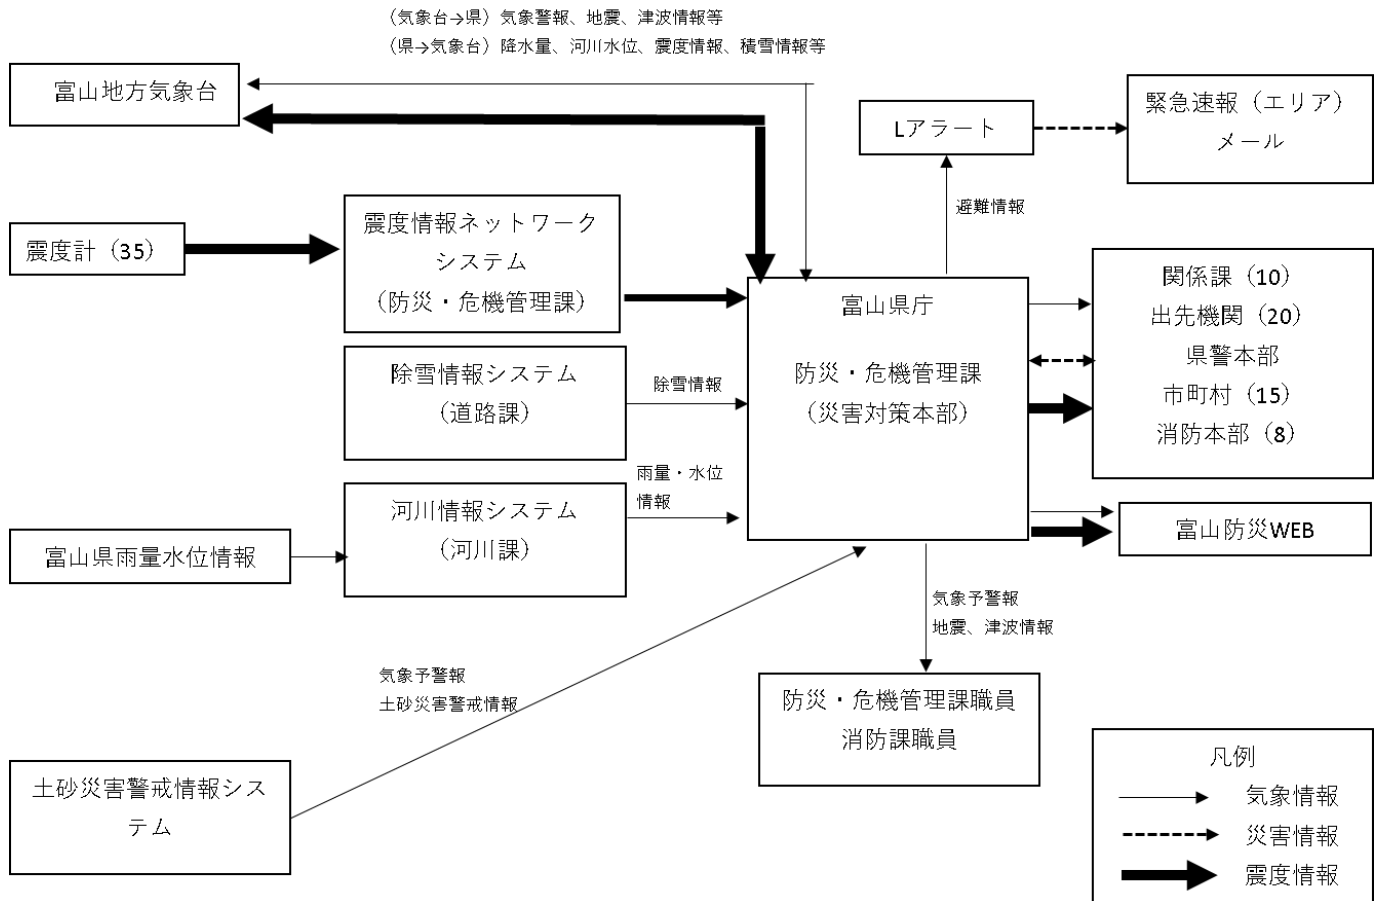 （気象台→県）気象警報、地震、津波情報等
（県→気象台）降水量、河川水位、震度情報、積雪情報等
富山地方気象台
Lアラート
緊急速報（エリア）
メール
避難情報
震度計（35）
震度情報ネットワーク
システム
（防災・危機管理課）
富山県庁
防災・危機管理課
（災害対策本部）
関係課（10）
出先機関（20）
県警本部
市町村（15）
消防本部（8）
除雪情報システム
（道路課）
除雪情報
雨量・水位
情報
河川情報システム
（河川課）
富山県雨量水位情報
富山防災WEB
気象予警報
地震、津波情報
気象予警報
土砂災害警戒情報
防災・危機管理課職員
消防課職員
土砂災害警戒情報シス
テム
凡例
気象情報
災害情報
震度情報